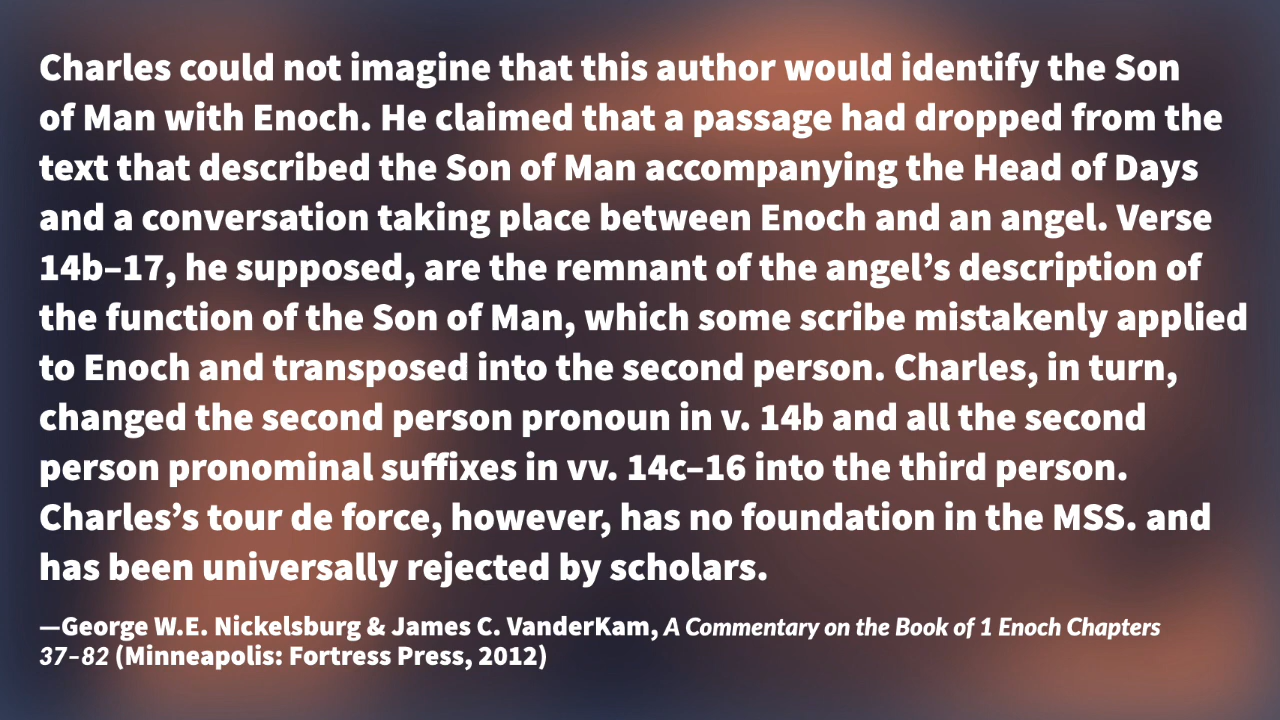 Charles could not imagine that this author would identify the Son
of Man with Enoch. He claimed that a passage had dropped from the
text that described the Son of Man accompanying the Head of Days
and a conversation taking place between Enoch and an angel. Verse
14b–17, he supposed, are the remnant of the angel’s description of
the function of the Son of Man, which some scribe mistakenly applied
to Enoch and transposed into the second person. Charles, in turn,
changed the second person pronoun in v. 14b and all the second
person pronominal suffixes in vv. 14c–16 into the third person.
Charles’s tour de force, however, has no foundation in the MSS. and
has been universally rejected by scholars.
—George W.E. Nickelsburg & James C. VanderKam, A Commentary on the Book of 1 Enoch Chapters
37–82 (Minneapolis: Fortress Press, 2012)